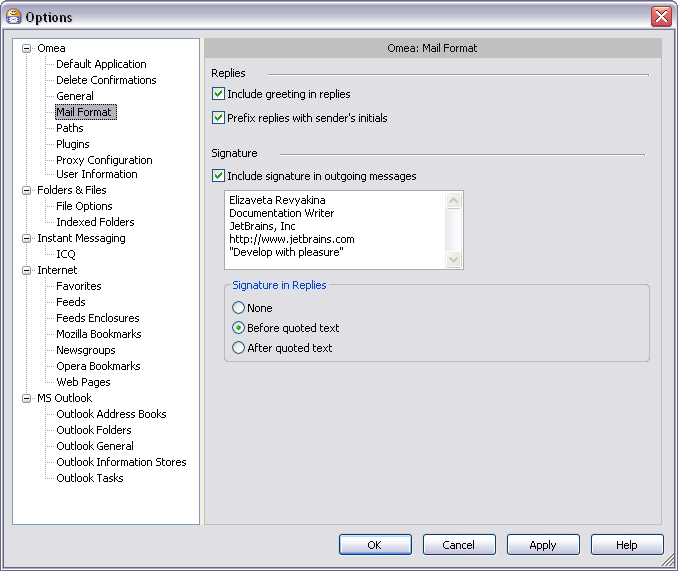 Options
Omea
Default Application
Delete Confirmations
General
Mail Format
Paths
Plugins
Proxy Configuration
User Information
Folders & Files
File Options
Indexed Folders
Instant Messaging
ICQ
Internet
Favorites
Feeds
Feeds Enclosures
Mozilla Bookmarks
Newsgroups
Opera Bookmarks
Web Pages
MS Outlook
Outlook Address Books
Outlook Folders
Outlook General
Outlook Information Stores
Outlook Tasks
Omea: Mail Format
Replies
Include greeting in replies
Prefix replies with sender's initials
Signature
Include signature in outgoing messages
Elizaveta Revyakina
Documentation Writer
JetBrains, Inc
http://www.jetbrains.com
"Develop with pleasure"
Signature in Replies
None
Before quoted text
After quoted text
OK
Cancel
Apply
Help